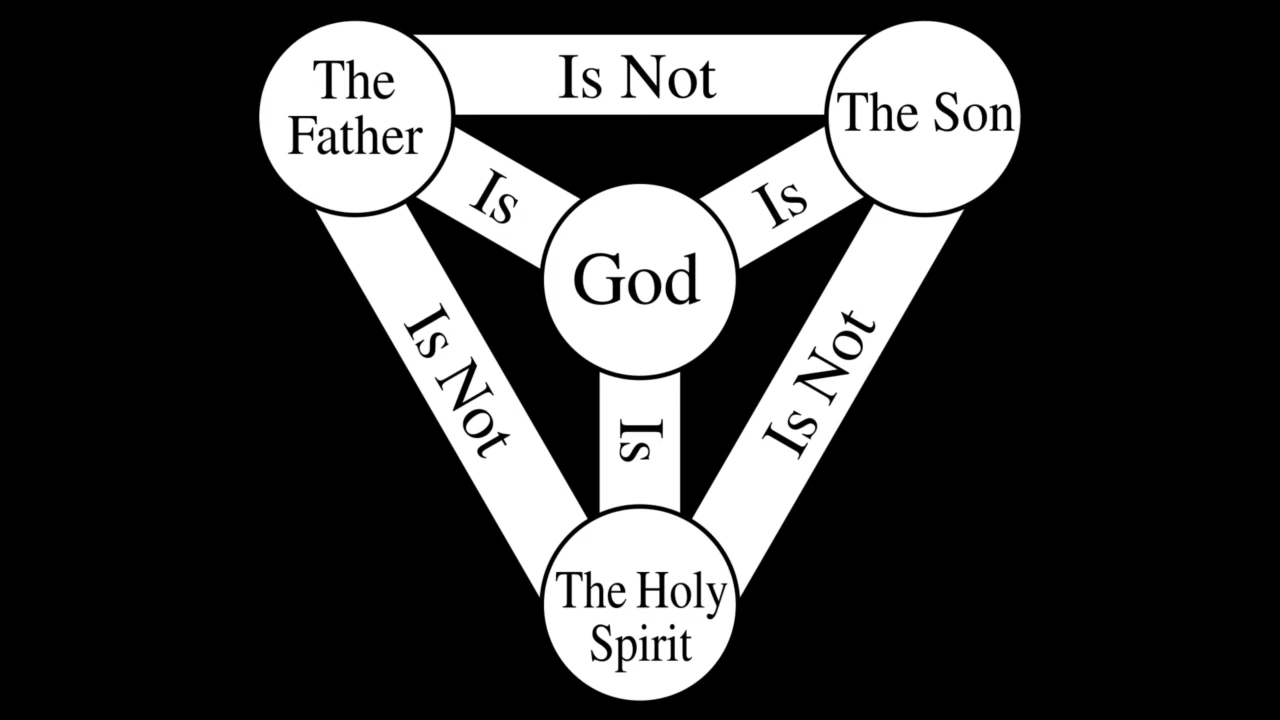 The
Father
Is Not
The Son
Is
Is
God
Is Not
Is Not
Is
The Holy
Spirit